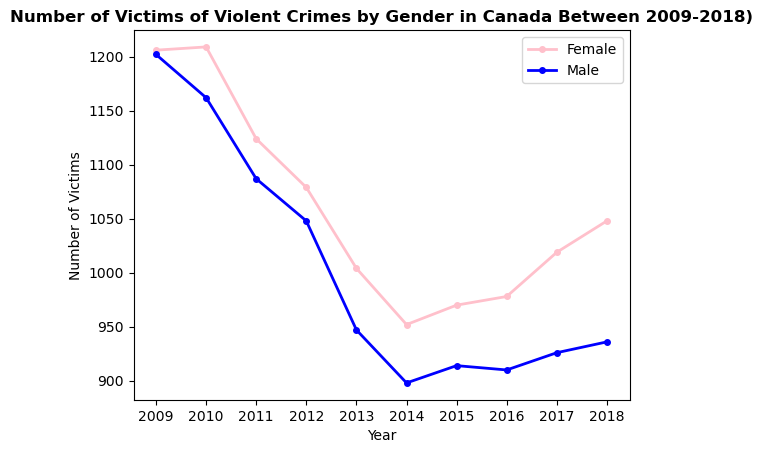 Number of Victims of Violent Crimes by Gender in Canada Between 2009-2018)
Female
Male
1200
1150
1100
1050
1000
950
900
Number of Victims
2009 2010 2011 2012 2013 2014 2015 2016 2017 2018
Year